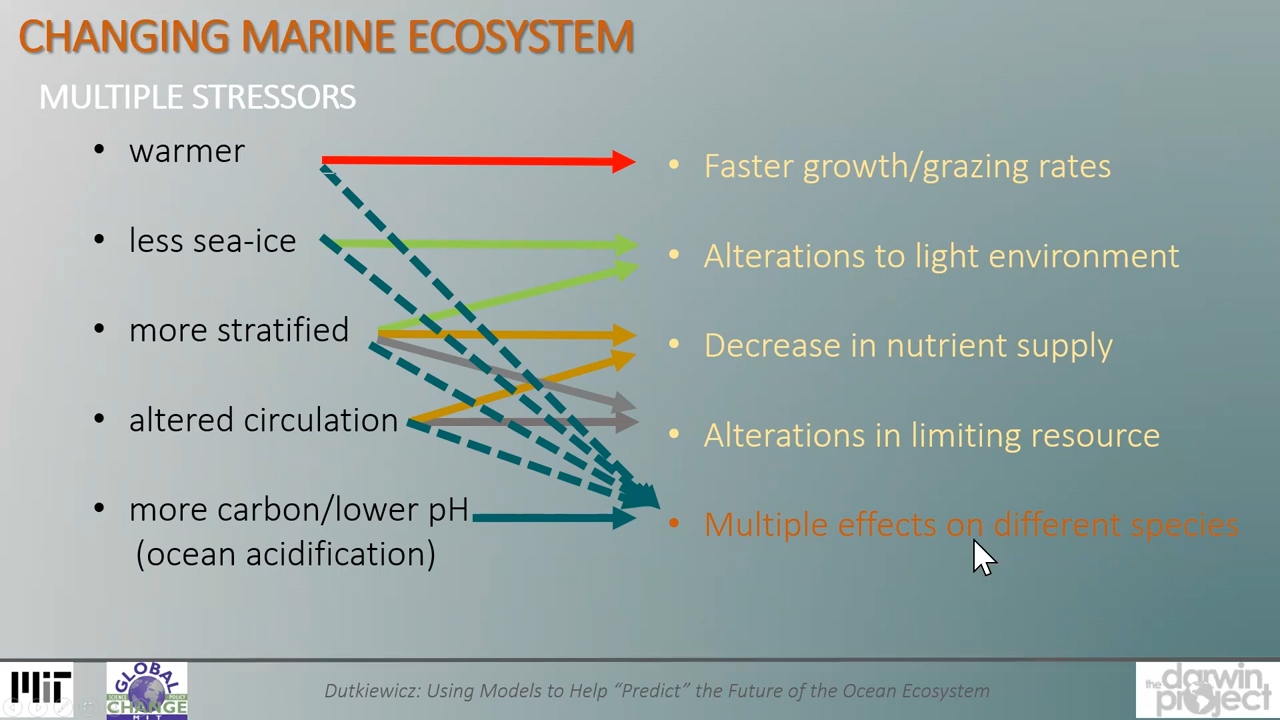 CHANGING MARINE ECOSYSTEM
MULTIPLE STRESSORS
• warmer
• less sea-ice
• more stratified
• altered circulation
• more carbon/lower pH
(ocean acidification)
• Faster growth/grazing rates
• Alterations to light environment
• Decrease in nutrient supply
• Alterations in limiting resource
• Multiple effects on different species
MIT
GLOBAL
SCIENCE POLICY
CHANGE
MIT
Dutkiewicz: Using Models to Help “Predict” the Future of the Ocean Ecosystem
the darwin
project